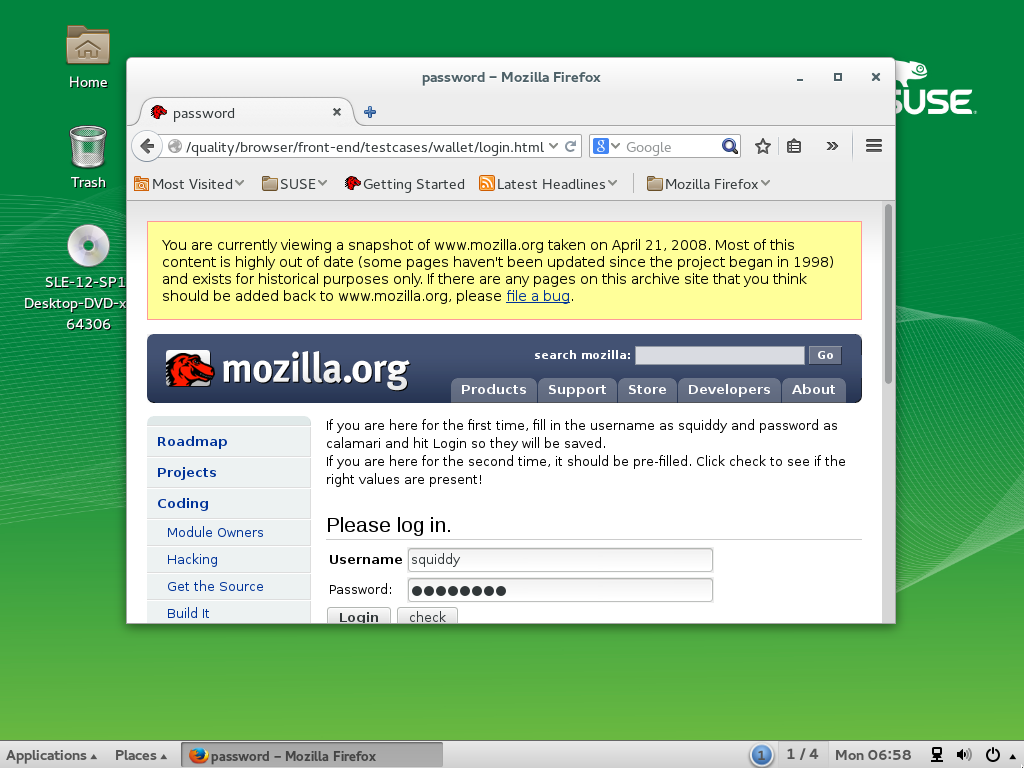 Home
Trash
SLE-12-SP1
Desktop-DVD-x
64306
SUSE
password – Mozilla Firefox
password
/quality/browser/front-end/testcases/wallet/login.html
8
Google
Most Visited
SUSE
Getting Started
Latest Headlines
Mozilla Firefox
You are currently viewing a snapshot of www.mozilla.org taken on April 21, 2008. Most of this
content is highly out of date (some pages haven't been updated since the project began in 1998)
and exists for historical purposes only. If there are any pages on this archive site that you think
should be added back to www.mozilla.org, please file a bug.
mozilla.org
search mozilla:
Go
Products
Support
Store
Developers
About
Roadmap
Projects
Coding
Module Owners
Hacking
Get the Source
Build It
If you are here for the first time, fill in the username as squiddy and password as
calamari and hit Login so they will be saved.
If you are here for the second time, it should be pre-filled. Click check to see if the
right values are present!
Please log in.
Username squiddy
Password: ●●●●●●●●
Login
check
Applications
Places
password – Mozilla Firefox
1
1 / 4
Mon 06:58